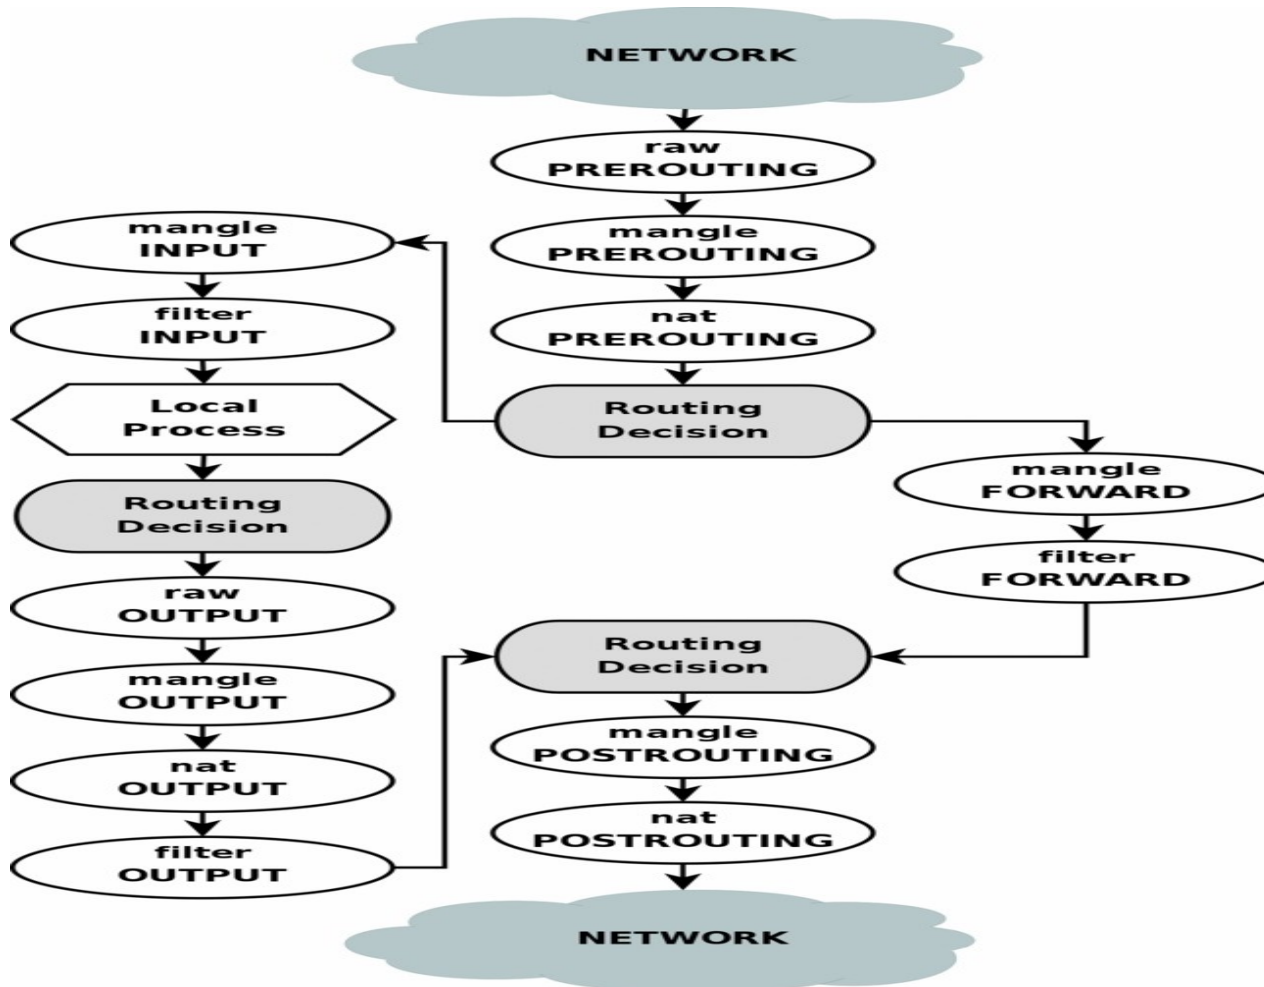 NETWORK
raw
PREROUTING
mangle
PREROUTING
nat
PREROUTING
Routing
Decision
mangle
INPUT
filter
INPUT
Local
Process
Routing
Decision
raw
OUTPUT
mangle
OUTPUT
nat
OUTPUT
filter
OUTPUT
mangle
FORWARD
filter
FORWARD
Routing
Decision
mangle
POSTROUTING
nat
POSTROUTING
NETWORK